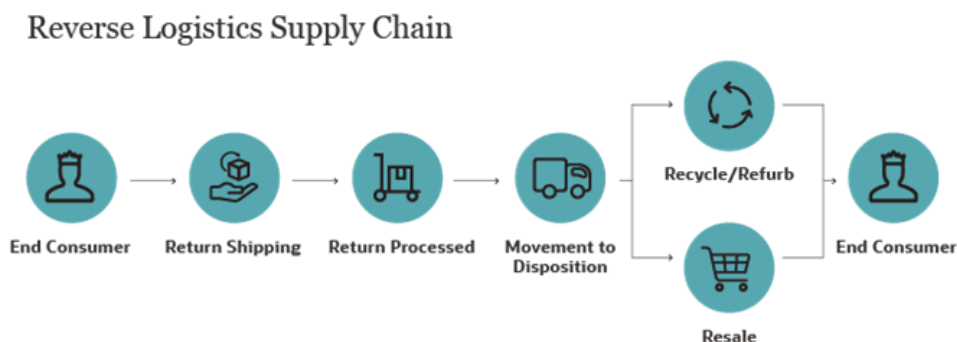 Reverse Logistics Supply Chain
End Consumer
Return Shipping
Return Processed
Movement to
Disposition
Recycle/Refurb
Resale
End Consumer